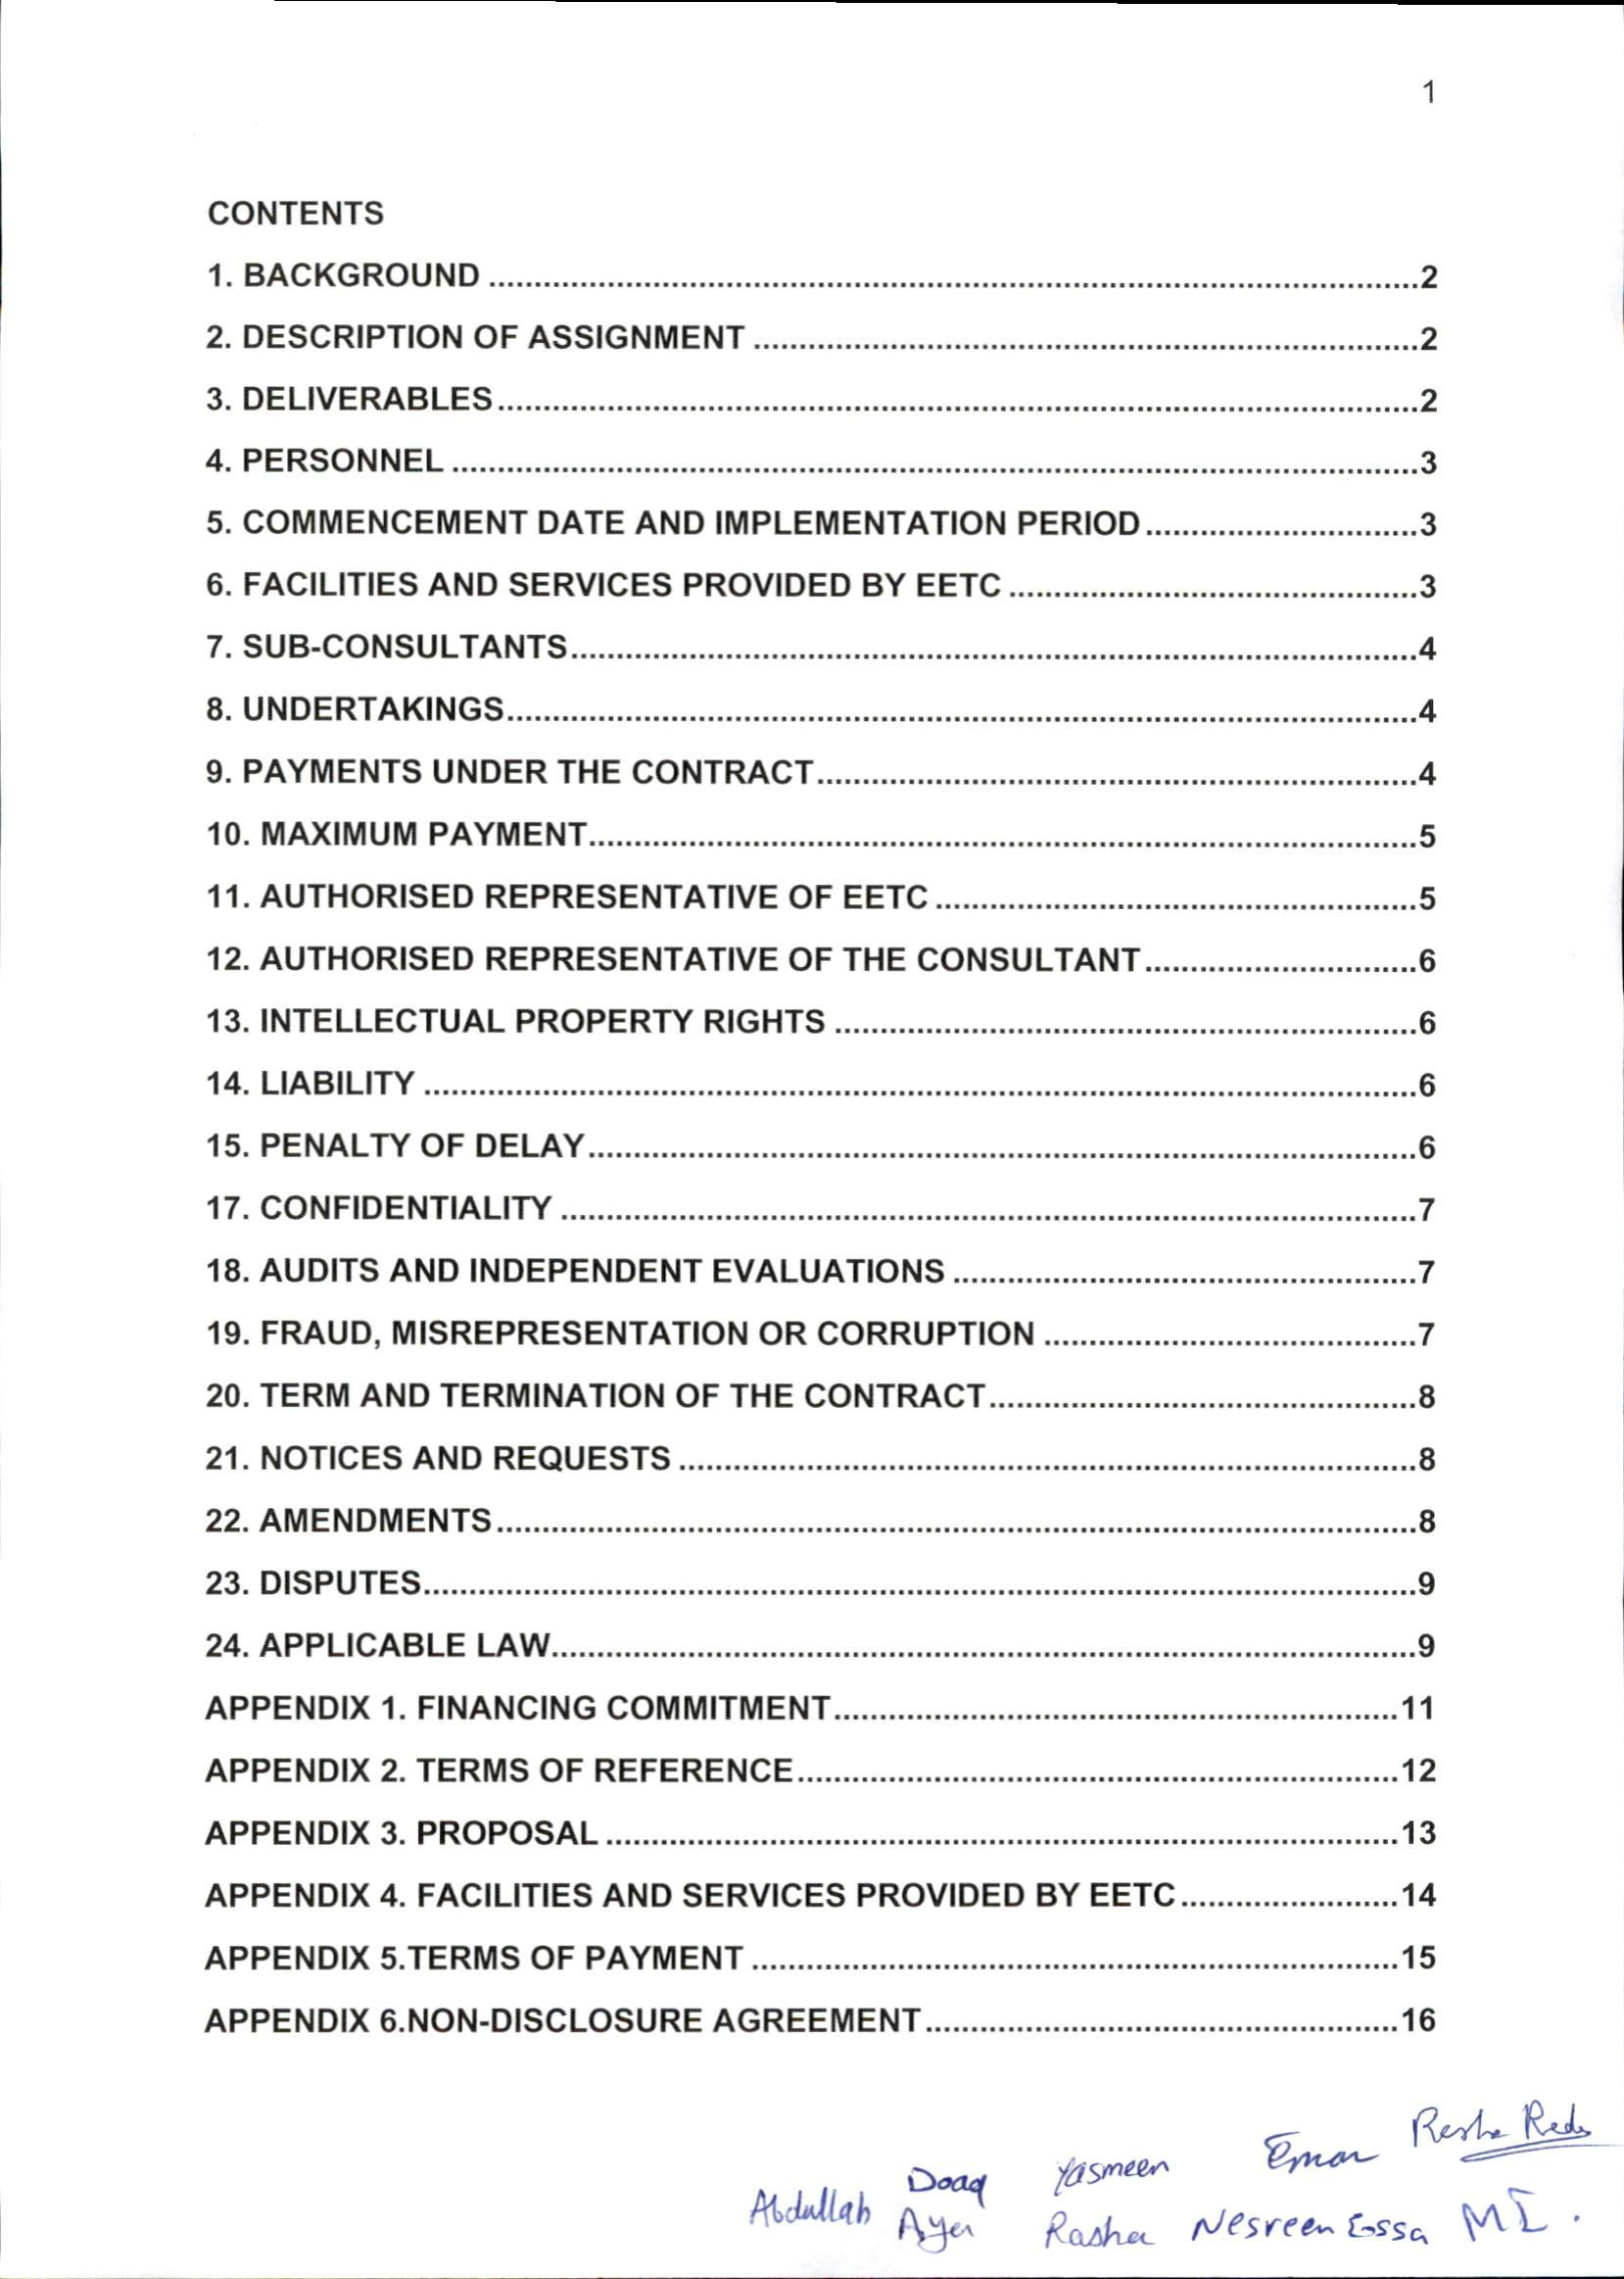 1
CONTENTS
1. BACKGROUND ........ 2
2. DESCRIPTION OF ASSIGNMENT ........ 2
3. DELIVERABLES ........ 2
4. PERSONNEL ........ 3
5. COMMENCEMENT DATE AND IMPLEMENTATION PERIOD ........ 3
6. FACILITIES AND SERVICES PROVIDED BY EETC ........ 3
7. SUB-CONSULTANTS ........ 4
8. UNDERTAKINGS ........ 4
9. PAYMENTS UNDER THE CONTRACT ........ 4
10. MAXIMUM PAYMENT ........ 5
11. AUTHORISED REPRESENTATIVE OF EETC ........ 5
12. AUTHORISED REPRESENTATIVE OF THE CONSULTANT ........ 6
13. INTELLECTUAL PROPERTY RIGHTS ........ 6
14. LIABILITY ........ 6
15. PENALTY OF DELAY ........ 6
17. CONFIDENTIALITY ........ 7
18. AUDITS AND INDEPENDENT EVALUATIONS ........ 7
19. FRAUD, MISREPRESENTATION OR CORRUPTION ........ 7
20. TERM AND TERMINATION OF THE CONTRACT ........ 8
21. NOTICES AND REQUESTS ........ 8
22. AMENDMENTS ........ 8
23. DISPUTES ........ 9
24. APPLICABLE LAW ........ 9
APPENDIX 1. FINANCING COMMITMENT ........ 11
APPENDIX 2. TERMS OF REFERENCE ........ 12
APPENDIX 3. PROPOSAL ........ 13
APPENDIX 4. FACILITIES AND SERVICES PROVIDED BY EETC ........ 14
APPENDIX 5.TERMS OF PAYMENT ........ 15
APPENDIX 6.NON-DISCLOSURE AGREEMENT ........ 16
Doaa Yasmeen Eman
Abdullah Aya Rasha Nesreen Essa